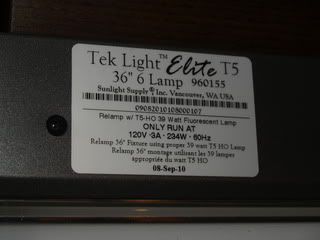 Tek Light™ Elite T5
36" 6 Lamp 960155
Sunlight Supply® Inc. Vancouver, WA USA
09082010108000107
Relamp w/ T5-HO 39 Watt Fluorescent Lamp
ONLY RUN AT
120V ·3A · 234W · 60Hz
Relamp 36" Fixture using proper 39 watt T5 HO Lamp
Relamp 36" montage utilisant les 39 lamper
appropriée du watt T5 HO
08-Sep-10